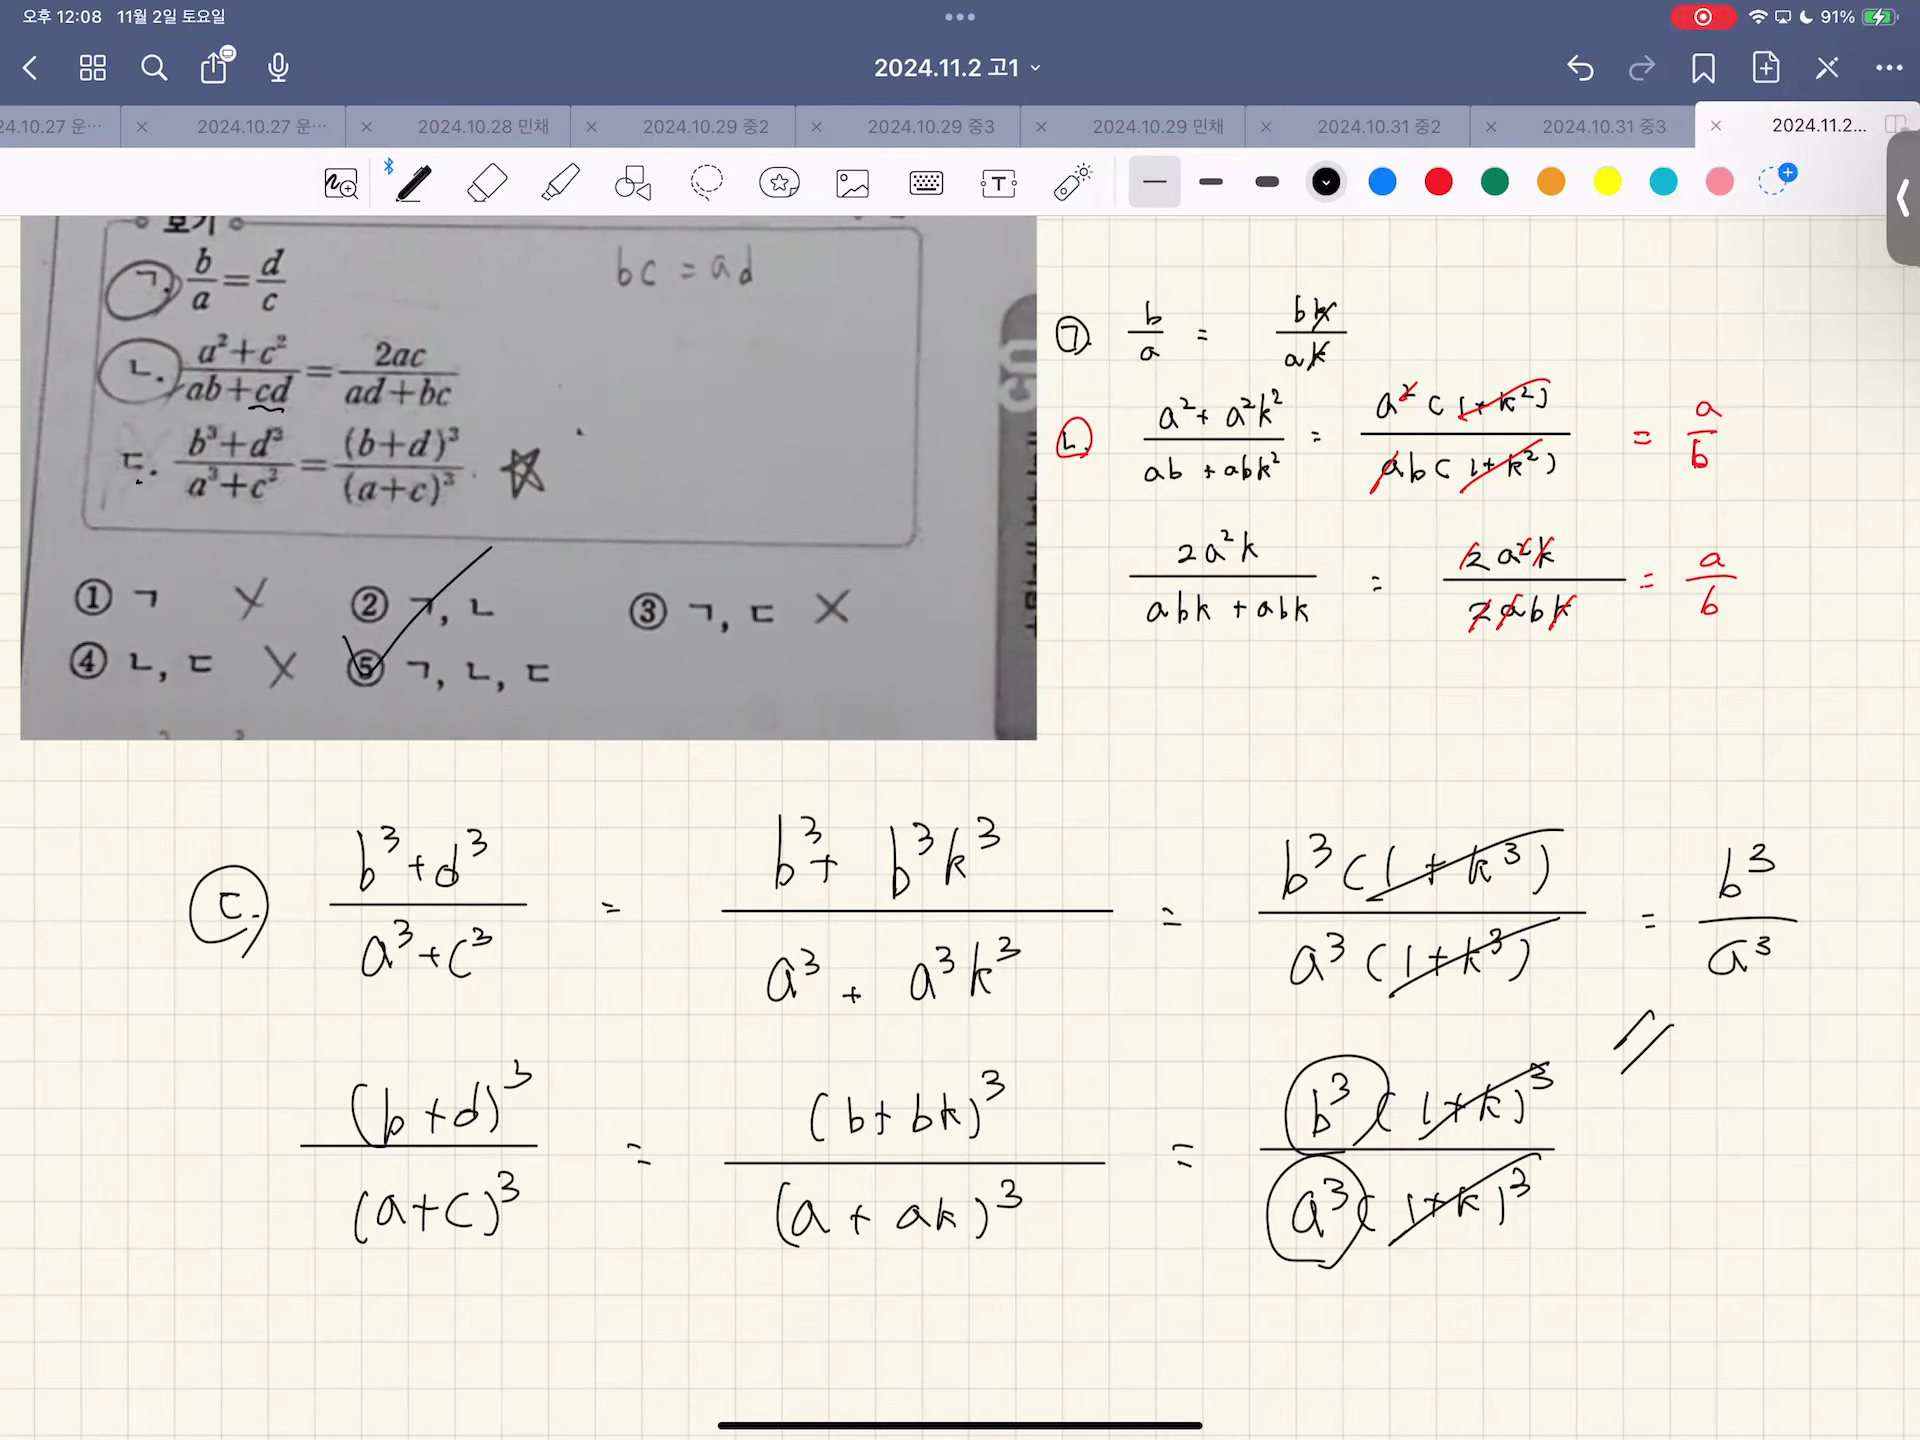 오후 12:08 11월 2일 토요일
91%
2024.11.2 고1
24.10.27 운…
2024.10.27 운…
2024.10.28 민채
2024.10.29 중2
2024.10.29 중3
2024.10.29 민채
2024.10.31 중2
2024.10.31 중3
2024.11.2...
T
보기
ㄱ. b/a = d/c
bc = ad
ㄴ. (a²+c²)/(ab+cd) = 2ac/(ad+bc)
ㄷ. (b³+d³)/(a³+c³) = (b+d)³/(a+c)³
① ㄱ X ② ㄱ, ㄴ ③ ㄱ, ㄷ X
④ ㄴ, ㄷ X ⑤ ㄱ, ㄴ, ㄷ
ㄱ. b/a = bk/ak
ㄴ. (a²+a²k²)/(ab+abk²) = a²(1+k²)/ab(1+k²) = a/b
2a²k/(abk+abk) = 2a²k/2abk = a/b
ㄷ. (b³+d³)/(a³+c³) = (b³+b³k³)/(a³+a³k³) = b³(1+k³)/a³(1+k³) = b³/a³
(b+d)³/(a+c)³ = (b+bk)³/(a+ak)³ = b³(1+k)³/a³(1+k)³